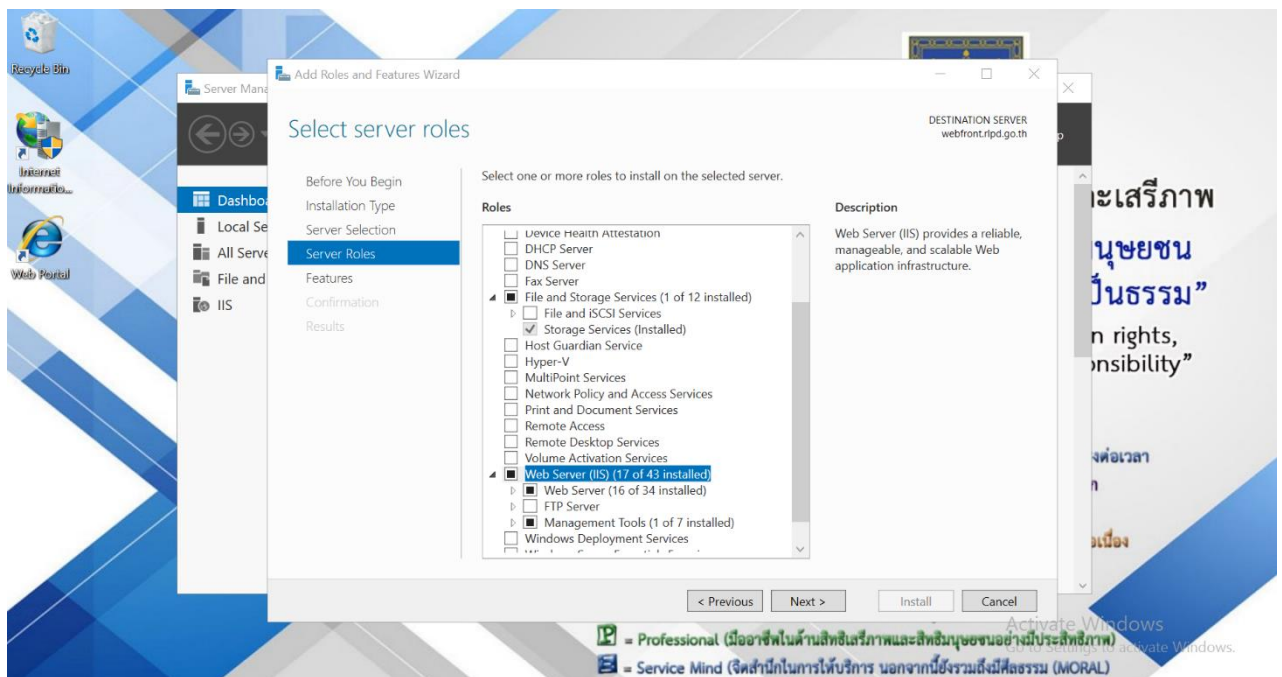 Recycle Bin
Internet
Informatio...
Web Portal
Server Mana
Dashboa
Local Se
All Serve
File and
IIS
Add Roles and Features Wizard
Select server roles
DESTINATION SERVER
webfront.rlpd.go.th
Before You Begin
Installation Type
Server Selection
Server Roles
Features
Confirmation
Results
Select one or more roles to install on the selected server.
Roles
Device Health Attestation
DHCP Server
DNS Server
Fax Server
File and Storage Services (1 of 12 installed)
File and iSCSI Services
Storage Services (Installed)
Host Guardian Service
Hyper-V
MultiPoint Services
Network Policy and Access Services
Print and Document Services
Remote Access
Remote Desktop Services
Volume Activation Services
Web Server (IIS) (17 of 43 installed)
Web Server (16 of 34 installed)
FTP Server
Management Tools (1 of 7 installed)
Windows Deployment Services
Description
Web Server (IIS) provides a reliable,
manageable, and scalable Web
application infrastructure.
< Previous
Next >
Install
Cancel
ะเสรีภาพ
นุษยชน
ป็นธรรม”
n rights,
onsibility”
งต่อเวลา
Activate Windows
Go to Settings to activate Windows.
P = Professional (มืออาชีพในด้านสิทธิเสรีภาพและสิทธิมนุษยชนอย่างมีประสิทธิภาพ)
S = Service Mind (จิตสำนึกในการให้บริการ นอกจากนี้ยังรวมถึงมีศีลธรรม (MORAL)